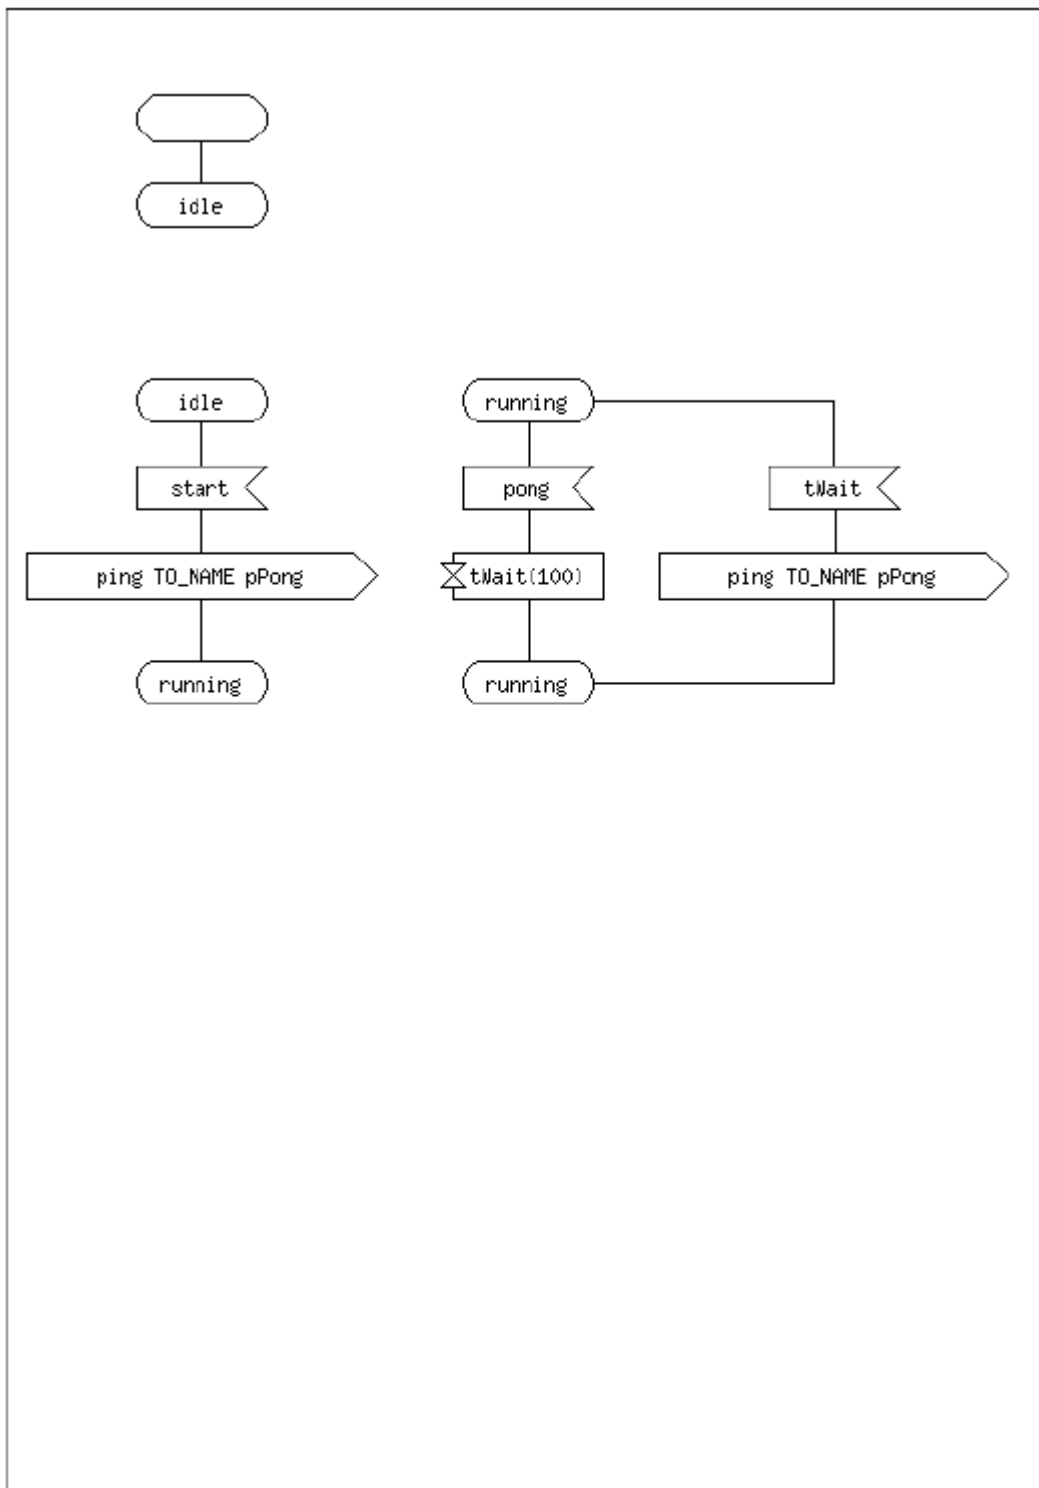 idle
idle
running
start
pong
tWait
ping TO_NAME pPong
tWait(100)
ping TO_NAME pPong
running
running